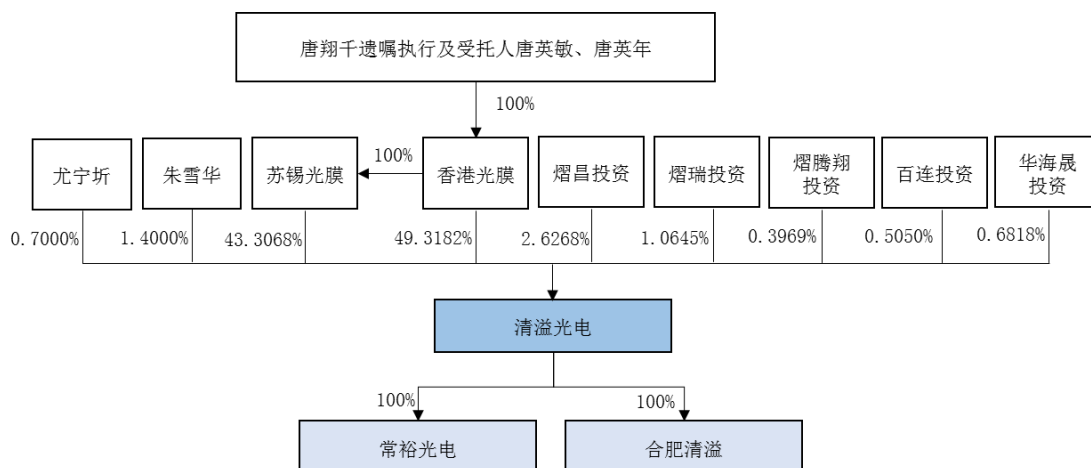 唐翔千遗嘱执行及受托人唐英敏、唐英年
100%
尤宁圻
朱雪华
苏锡光膜
100%
香港光膜
熠昌投资
熠瑞投资
熠腾翔
投资
百连投资
华海晟
投资
0.7000%
1.4000%
43.3068%
49.3182%
2.6268%
1.0645%
0.3969%
0.5050%
0.6818%
清溢光电
100%
100%
常裕光电
合肥清溢